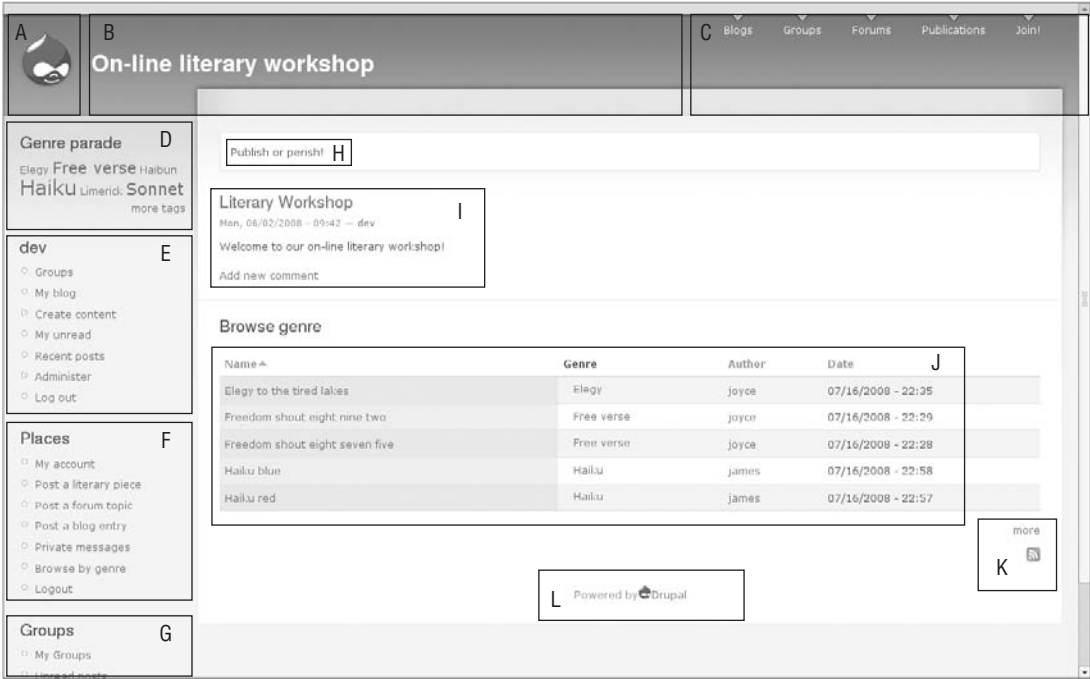 A
B
C
Blogs Groups Forums Publications Join!
On-line literary workshop
Genre parade D
Elegy Free verse Haibun
Haiku Limerick Sonnet
more tags
dev E
Groups
My blog
Create content
My unread
Recent posts
Administer
Log out
Places F
My account
Post a literary piece
Post a forum topic
Post a blog entry
Private messages
Browse by genre
Logout
Groups G
My Groups
Unread posts
Publish or perish! H
Literary Workshop I
Mon, 06/02/2008 - 09:42 — dev
Welcome to our on-line literary workshop!
Add new comment
Browse genre
J
Name Genre Author Date
Elegy to the tired lakes Elegy joyce 07/16/2008 - 22:35
Freedom shout eight nine two Free verse joyce 07/16/2008 - 22:29
Freedom shout eight seven five Free verse joyce 07/16/2008 - 22:28
Haiku blue Haiku james 07/16/2008 - 22:58
Haiku red Haiku james 07/16/2008 - 22:57
more
K
L Powered by Drupal